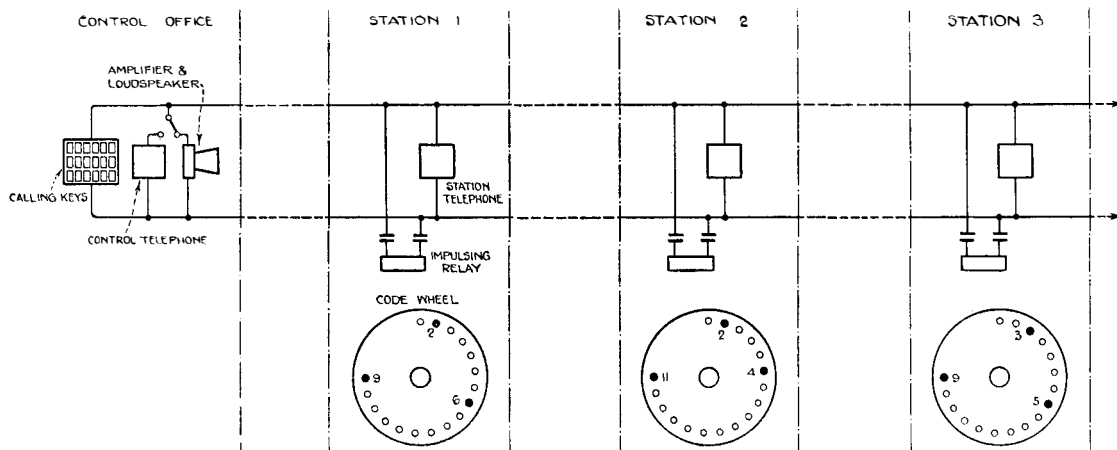 CONTROL OFFICE
STATION 1
STATION 2
STATION 3
AMPLIFIER &
LOUDSPEAKER
CALLING KEYS
CONTROL TELEPHONE
STATION
TELEPHONE
IMPULSING
RELAY
CODE WHEEL
2
9
6
2
4
11
3
9
5